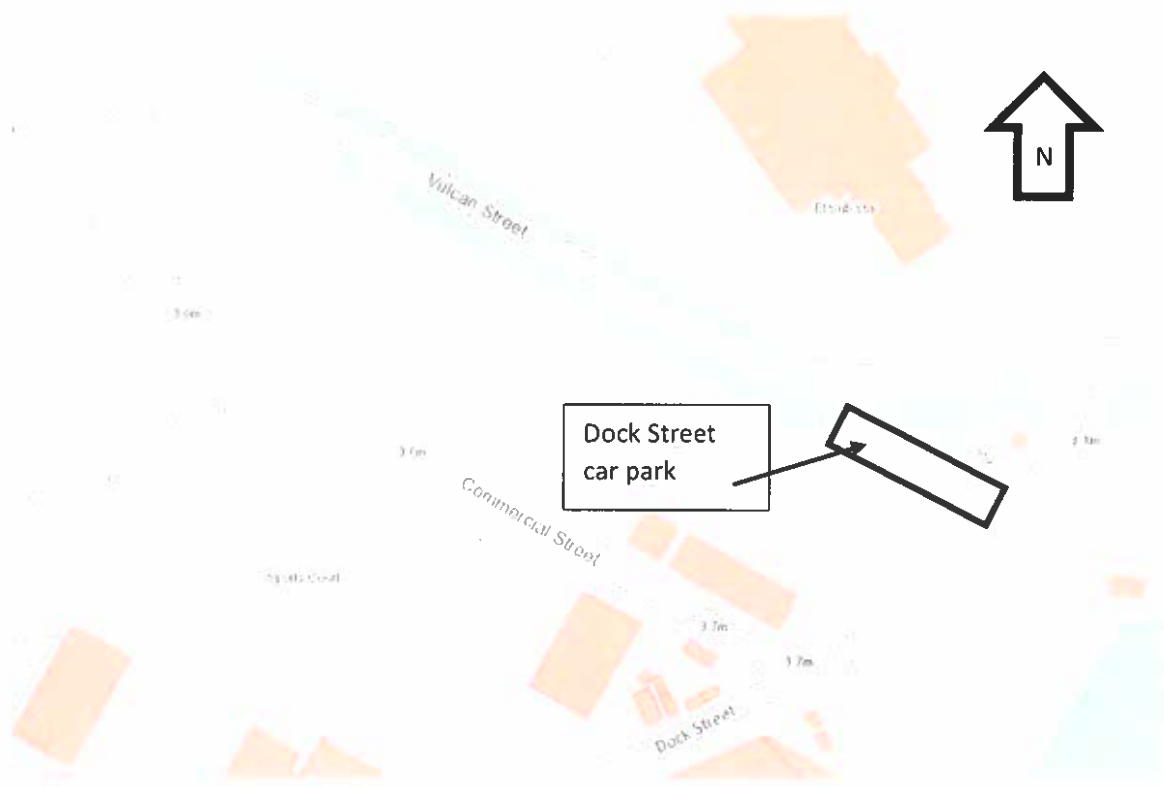 N
Vulcan Street
Dock Street
car park
Commercial Street
3.7m
3.7m
Dock Street